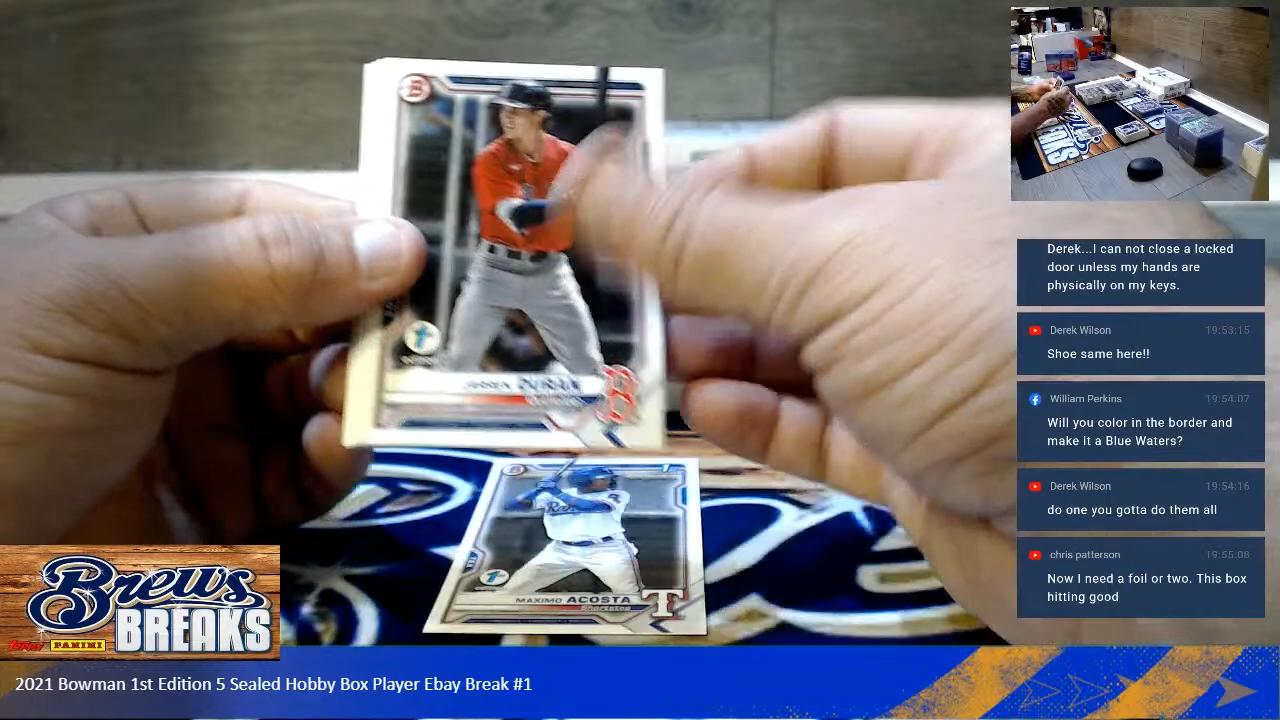 B
JARREN DURAN
B
MAXIMO ACOSTA
Shortstop
T
Derek...I can not close a locked
door unless my hands are
physically on my keys.
Derek Wilson 19:53:15
Shoe same here!!
William Perkins 19:54:07
Will you color in the border and
make it a Blue Waters?
Derek Wilson 19:54:16
do one you gotta do them all
chris patterson 19:55:08
Now I need a foil or two. This box
hitting good
Brews
BREAKS
topps PANINI
2021 Bowman 1st Edition 5 Sealed Hobby Box Player Ebay Break #1